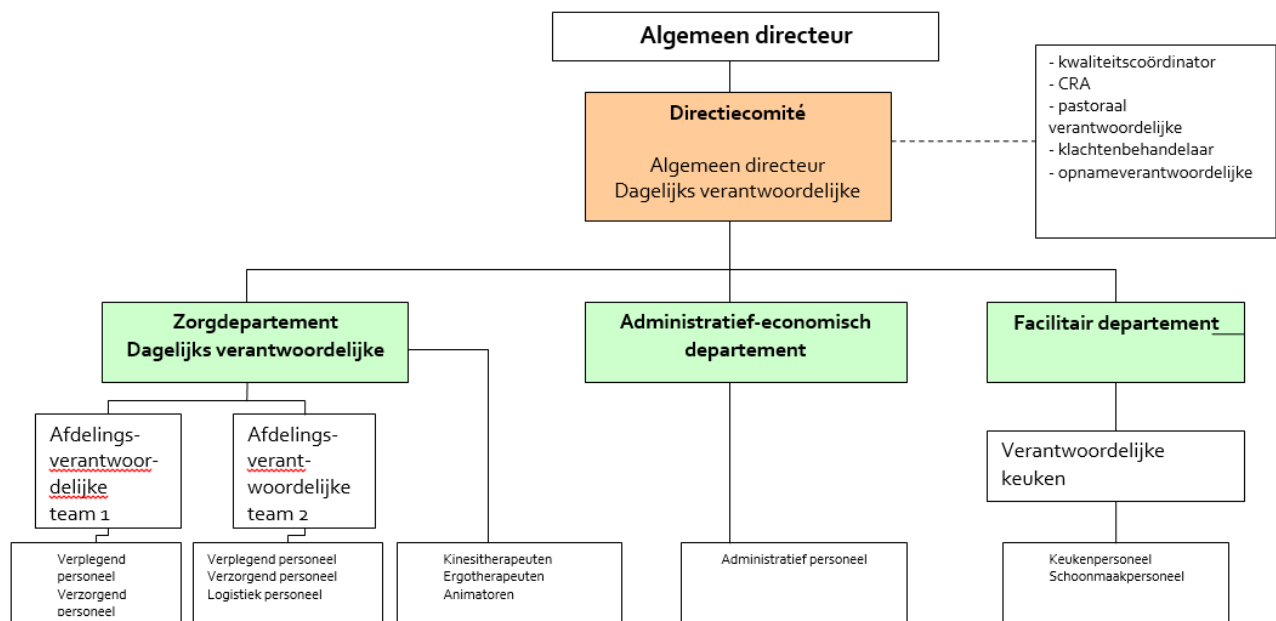 Algemeen directeur
- kwaliteitscoördinator
- CRA
- pastoraal
verantwoordelijke
- klachtenbehandelaar
- opnameverantwoordelijke
Directiecomité
Algemeen directeur
Dagelijks verantwoordelijke
Zorgdepartement
Dagelijks verantwoordelijke
Administratief-economisch
departement
Facilitair departement
Afdelings-
verantwoor-
delijke
team 1
Afdelings-
verant-
woordelijke
team 2
Verantwoordelijke
keuken
Verplegend
personeel
Verzorgend
personeel
Verplegend personeel
Verzorgend personeel
Logistiek personeel
Kinesitherapeuten
Ergotherapeuten
Animatoren
Administratief personeel
Keukenpersoneel
Schoonmaakpersoneel